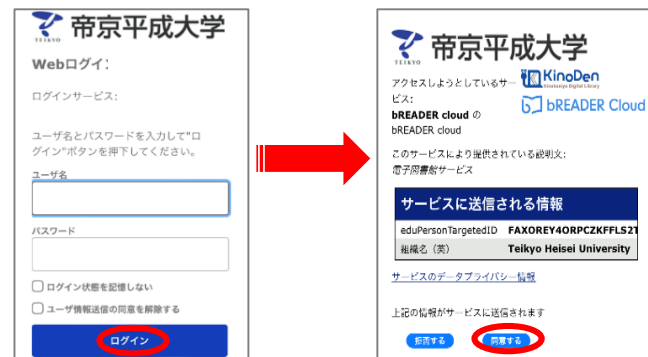 TEIKYO 帝京平成大学
Webログイ:
ログインサービス:
ユーザ名とパスワードを入力して"ロ
グイン"ボタンを押下してください。
ユーザ名
パスワード
ログイン状態を記憶しない
ユーザ情報送信の同意を解除する
ログイン
TEIKYO 帝京平成大学
アクセスしようとしているサー
ビス:
KinoDen
Kinokuniya Digital Library
bREADER Cloud
bREADER cloud の
bREADER cloud
このサービスにより提供されている説明文:
電子図書館サービス
サービスに送信される情報
eduPersonTargetedID FAXOREY4ORPCZKFFLS2T
組織名（英） Teikyo Heisei University
サービスのデータプライバシー情報
上記の情報がサービスに送信されます
拒否する 同意する